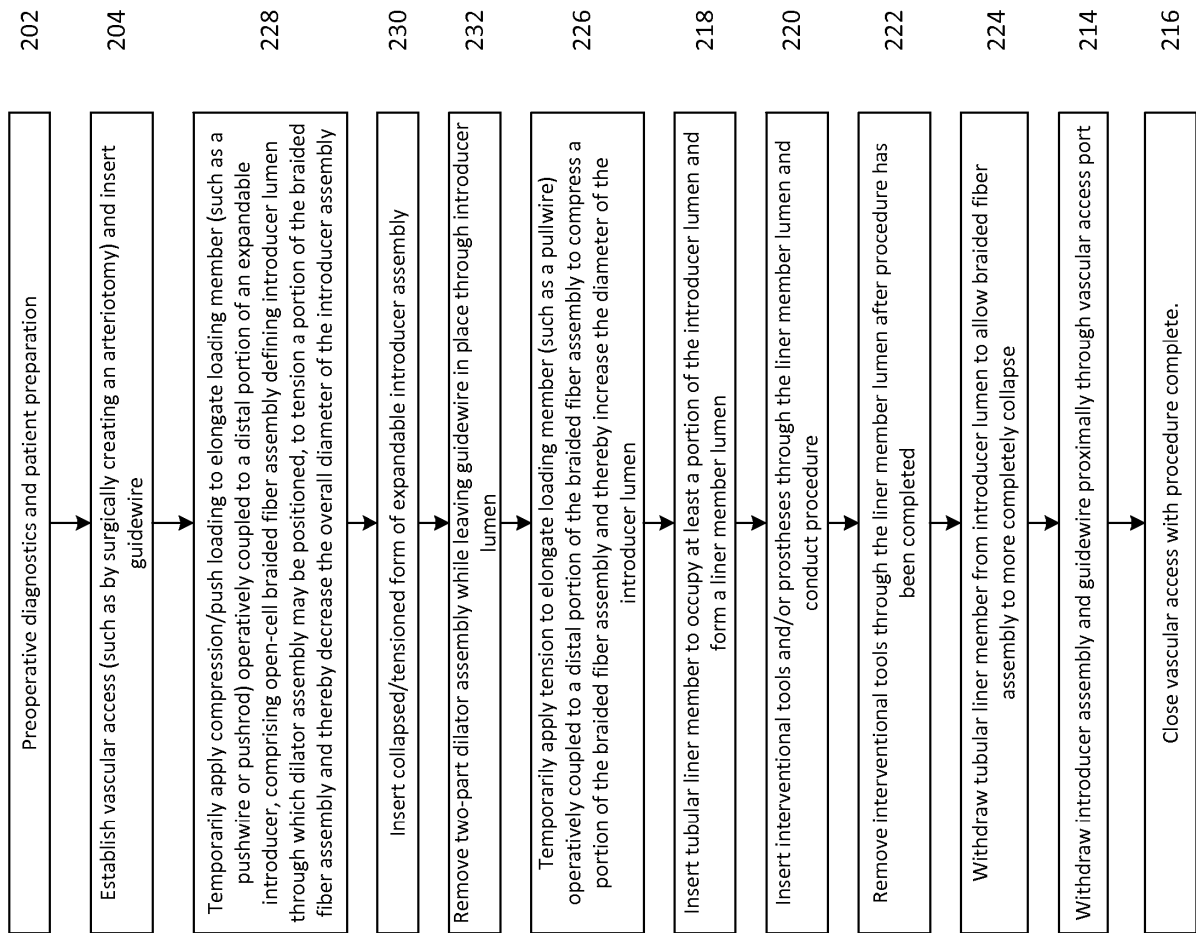 Preoperative diagnostics and patient preparation
202
Establish vascular access (such as by surgically creating an arteriotomy) and insert
guidewire
204
Temporarily apply compression/push loading to elongate loading member (such as a
pushwire or pushrod) operatively coupled to a distal portion of an expandable
introducer, comprising open-cell braided fiber assembly defining introducer lumen
through which dilator assembly may be positioned, to tension a portion of the braided
fiber assembly and thereby decrease the overall diameter of the introducer assembly
228
Insert collapsed/tensioned form of expandable introducer assembly
230
Remove two-part dilator assembly while leaving guidewire in place through introducer
lumen
232
Temporarily apply tension to elongate loading member (such as a pullwire)
operatively coupled to a distal portion of the braided fiber assembly to compress a
portion of the braided fiber assembly and thereby increase the diameter of the
introducer lumen
226
Insert tubular liner member to occupy at least a portion of the introducer lumen and
form a liner member lumen
218
Insert interventional tools and/or prostheses through the liner member lumen and
conduct procedure
220
Remove interventional tools through the liner member lumen after procedure has
been completed
222
Withdraw tubular liner member from introducer lumen to allow braided fiber
assembly to more completely collapse
224
Withdraw introducer assembly and guidewire proximally through vascular access port
214
Close vascular access with procedure complete.
216